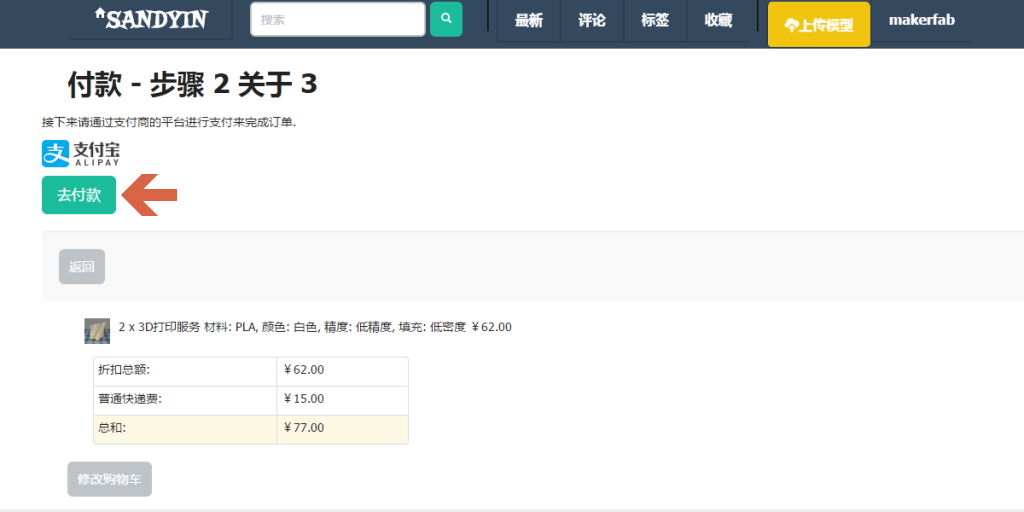 SANDYIN 搜索 最新 评论 标签 收藏 上传模型 makerfab
付款 - 步骤 2 关于 3
接下来请通过支付商的平台进行支付来完成订单.
支 支付宝
ALIPAY
去付款
返回
2 x 3D打印服务 材料: PLA, 颜色: 白色, 精度: 低精度, 填充: 低密度 ¥62.00
折扣总额: ¥62.00
普通快递费: ¥15.00
总和: ¥77.00
修改购物车